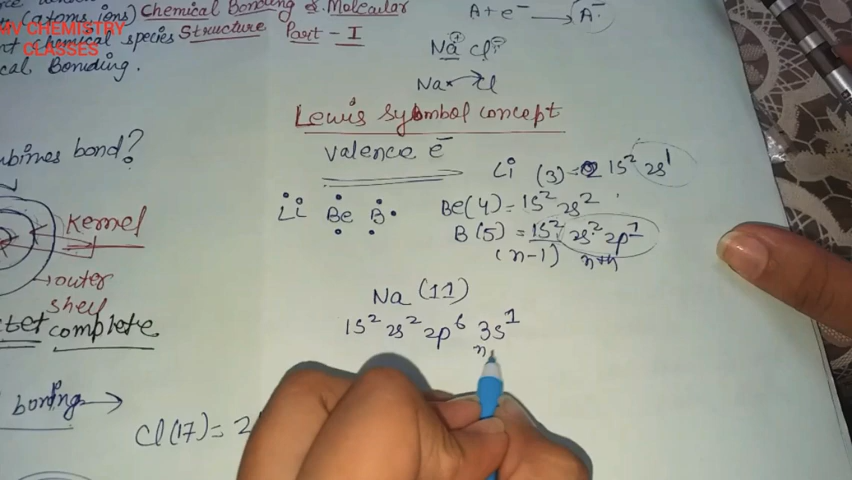 Chemical Bonding & Molecular
(atoms ions) Structure
chemical species Part - I
MV CHEMISTRY
CLASSES
cal Bonding.
A + e⁻ → A⁻
Na⁺ Cl⁻
Na Cl
Lewis symbol concept
valence e⁻
bond?
Li (3) = 1s² 2s¹
Li Be B
Be(4) = 1s² 2s²
B (5) = 1s² 2s² 2p¹
(n-1)
Kernel
outer
shell
complete
Na (11)
1s² 2s² 2p⁶ 3s¹
n
Cl(17) = 2